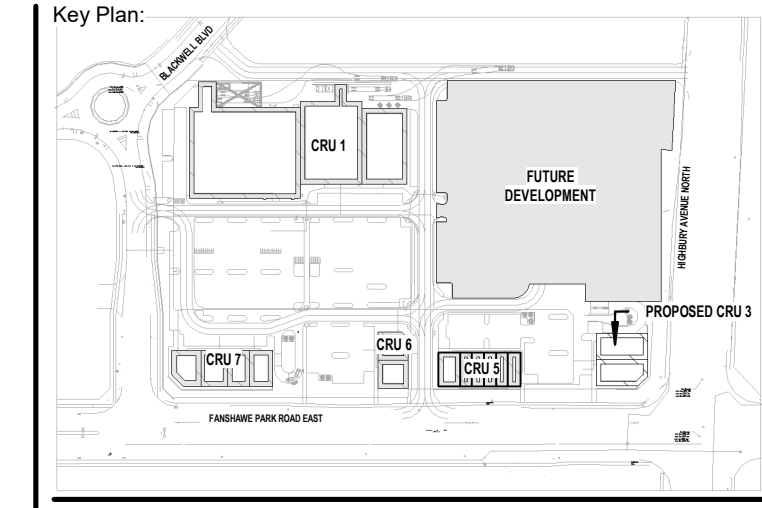 Key Plan:
BLACKWELL BLVD
CRU 1
FUTURE
DEVELOPMENT
HIGHBURY AVENUE NORTH
PROPOSED CRU 3
CRU 6
CRU 7
CRU 5
FANSHAWE PARK ROAD EAST